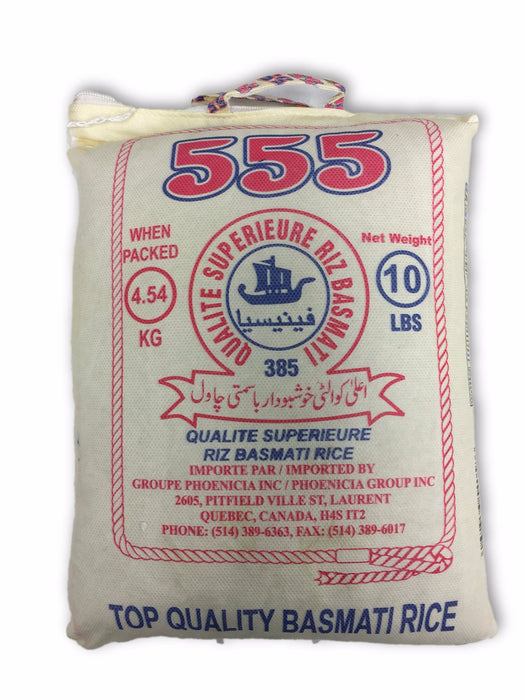 555
WHEN
PACKED
4.54
KG
Net Weight
10
LBS
QUALITE SUPERIEURE RIZ BASMATI
فينيسيا
385
اعلیٰ کوالٹی خوشبودار باسمتی چاول
QUALITE SUPERIEURE
RIZ BASMATI RICE
IMPORTE PAR / IMPORTED BY
GROUPE PHOENICIA INC / PHOENICIA GROUP INC
2605, PITFIELD VILLE ST, LAURENT
QUEBEC, CANADA, H4S IT2
PHONE: (514) 389-6363, FAX: (514) 389-6017
TOP QUALITY BASMATI RICE